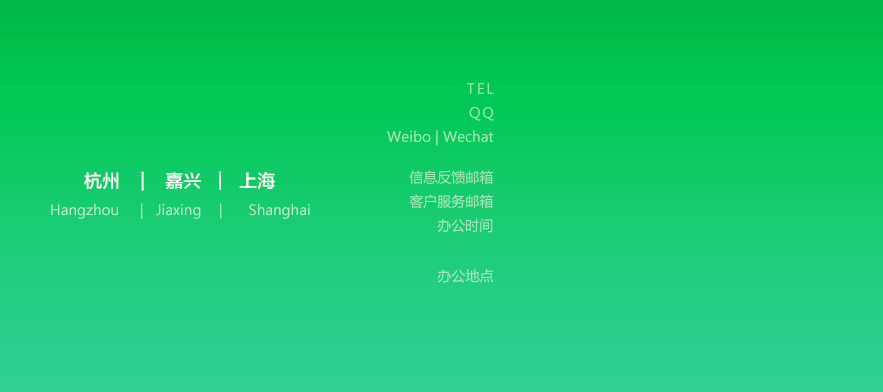 杭州 | 嘉兴 | 上海
Hangzhou | Jiaxing | Shanghai
TEL
QQ
Weibo | Wechat
信息反馈邮箱
客户服务邮箱
办公时间
办公地点